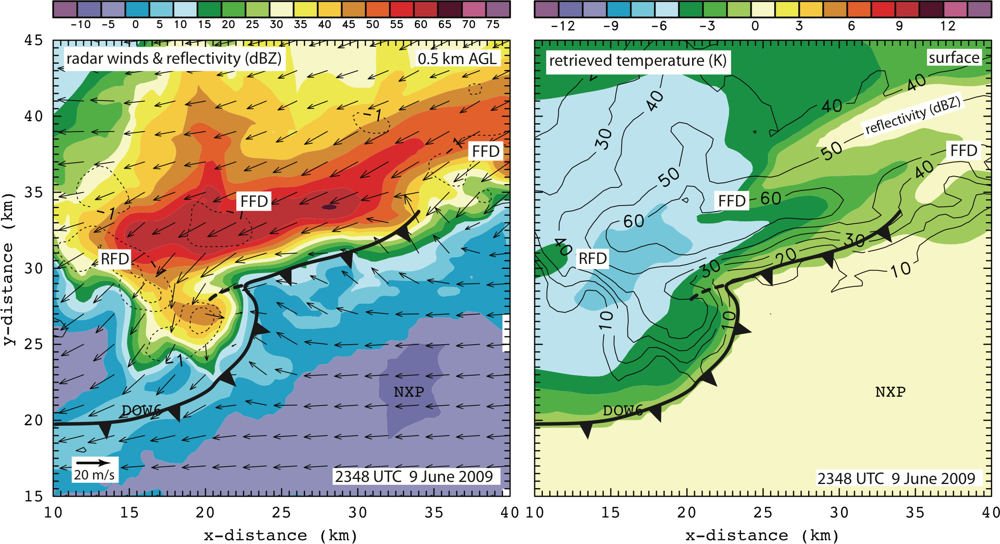 -10 -5 0 5 10 15 20 25 30 35 40 45 50 55 60 65 70 75
-12 -9 -6 -3 0 3 6 9 12
radar winds & reflectivity (dBZ)
0.5 km AGL
-1
-1
FFD
FFD
-1
RFD
-1
DOW6
NXP
20 m/s
2348 UTC 9 June 2009
45
40
35
30
25
20
15
y-distance (km)
10 15 20 25 30 35 40
x-distance (km)
retrieved temperature (K)
surface
40
40
40
reflectivity (dBZ)
30
50
FFD
50
40
FFD
60
60
40
30
RFD
20
30
10
10
10
NXP
DOW6
2348 UTC 9 June 2009
10 15 20 25 30 35 40
x-distance (km)